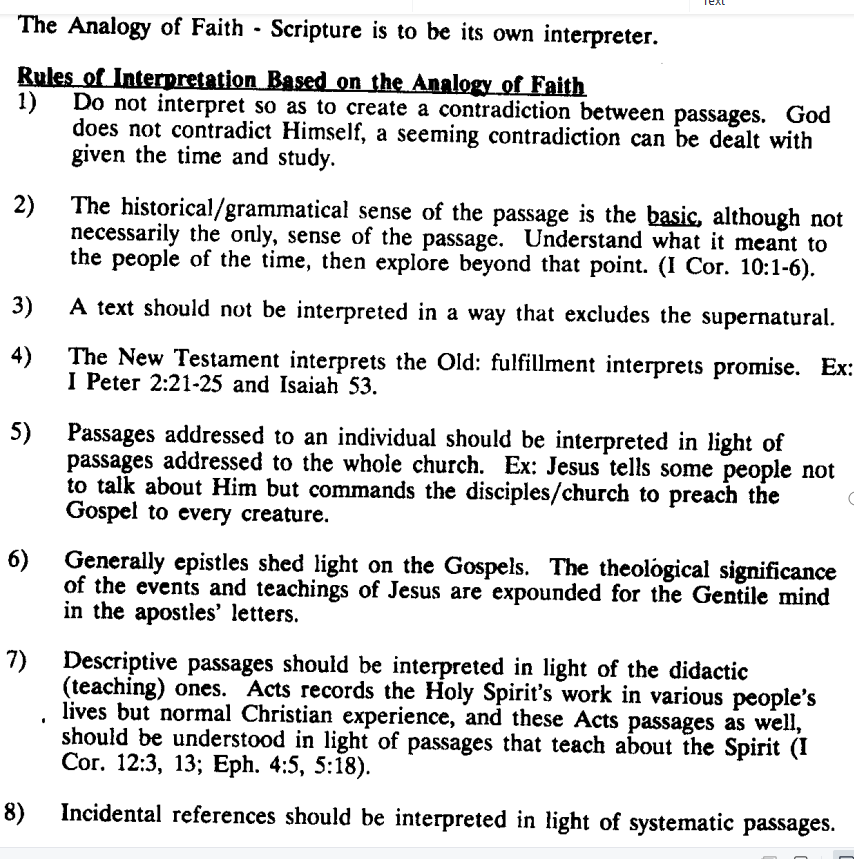 Text
The Analogy of Faith - Scripture is to be its own interpreter.
Rules of Interpretation Based on the Analogy of Faith
1) Do not interpret so as to create a contradiction between passages. God
does not contradict Himself, a seeming contradiction can be dealt with
given the time and study.
2) The historical/grammatical sense of the passage is the basic, although not
necessarily the only, sense of the passage. Understand what it meant to
the people of the time, then explore beyond that point. (I Cor. 10:1-6).
3) A text should not be interpreted in a way that excludes the supernatural.
4) The New Testament interprets the Old: fulfillment interprets promise. Ex:
I Peter 2:21-25 and Isaiah 53.
5) Passages addressed to an individual should be interpreted in light of
passages addressed to the whole church. Ex: Jesus tells some people not
to talk about Him but commands the disciples/church to preach the
Gospel to every creature.
6) Generally epistles shed light on the Gospels. The theological significance
of the events and teachings of Jesus are expounded for the Gentile mind
in the apostles' letters.
7) Descriptive passages should be interpreted in light of the didactic
(teaching) ones. Acts records the Holy Spirit's work in various people's
lives but normal Christian experience, and these Acts passages as well,
should be understood in light of passages that teach about the Spirit (I
Cor. 12:3, 13; Eph. 4:5, 5:18).
8) Incidental references should be interpreted in light of systematic passages.